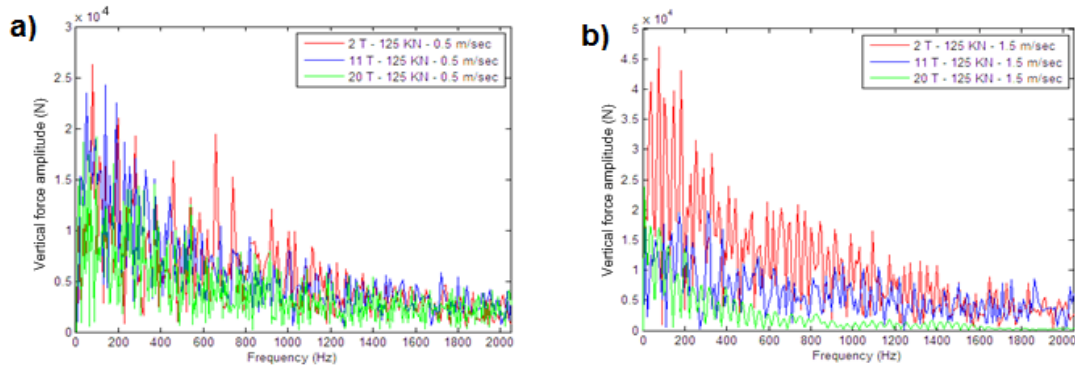 a)
× 10⁴
3
2.5
2
1.5
1
0.5
0
Vertical force amplitude (N)
2 T - 125 KN - 0.5 m/sec
11 T - 125 KN - 0.5 m/sec
20 T - 125 KN - 0.5 m/sec
0 200 400 600 800 1000 1200 1400 1600 1800 2000
Frequency (Hz)
b)
× 10⁴
5
4.5
4
3.5
3
2.5
2
1.5
1
0.5
0
Vertical force amplitude (N)
2 T - 125 KN - 1.5 m/sec
11 T - 125 KN - 1.5 m/sec
20 T - 125 KN - 1.5 m/sec
0 200 400 600 800 1000 1200 1400 1600 1800 2000
Frequency (Hz)